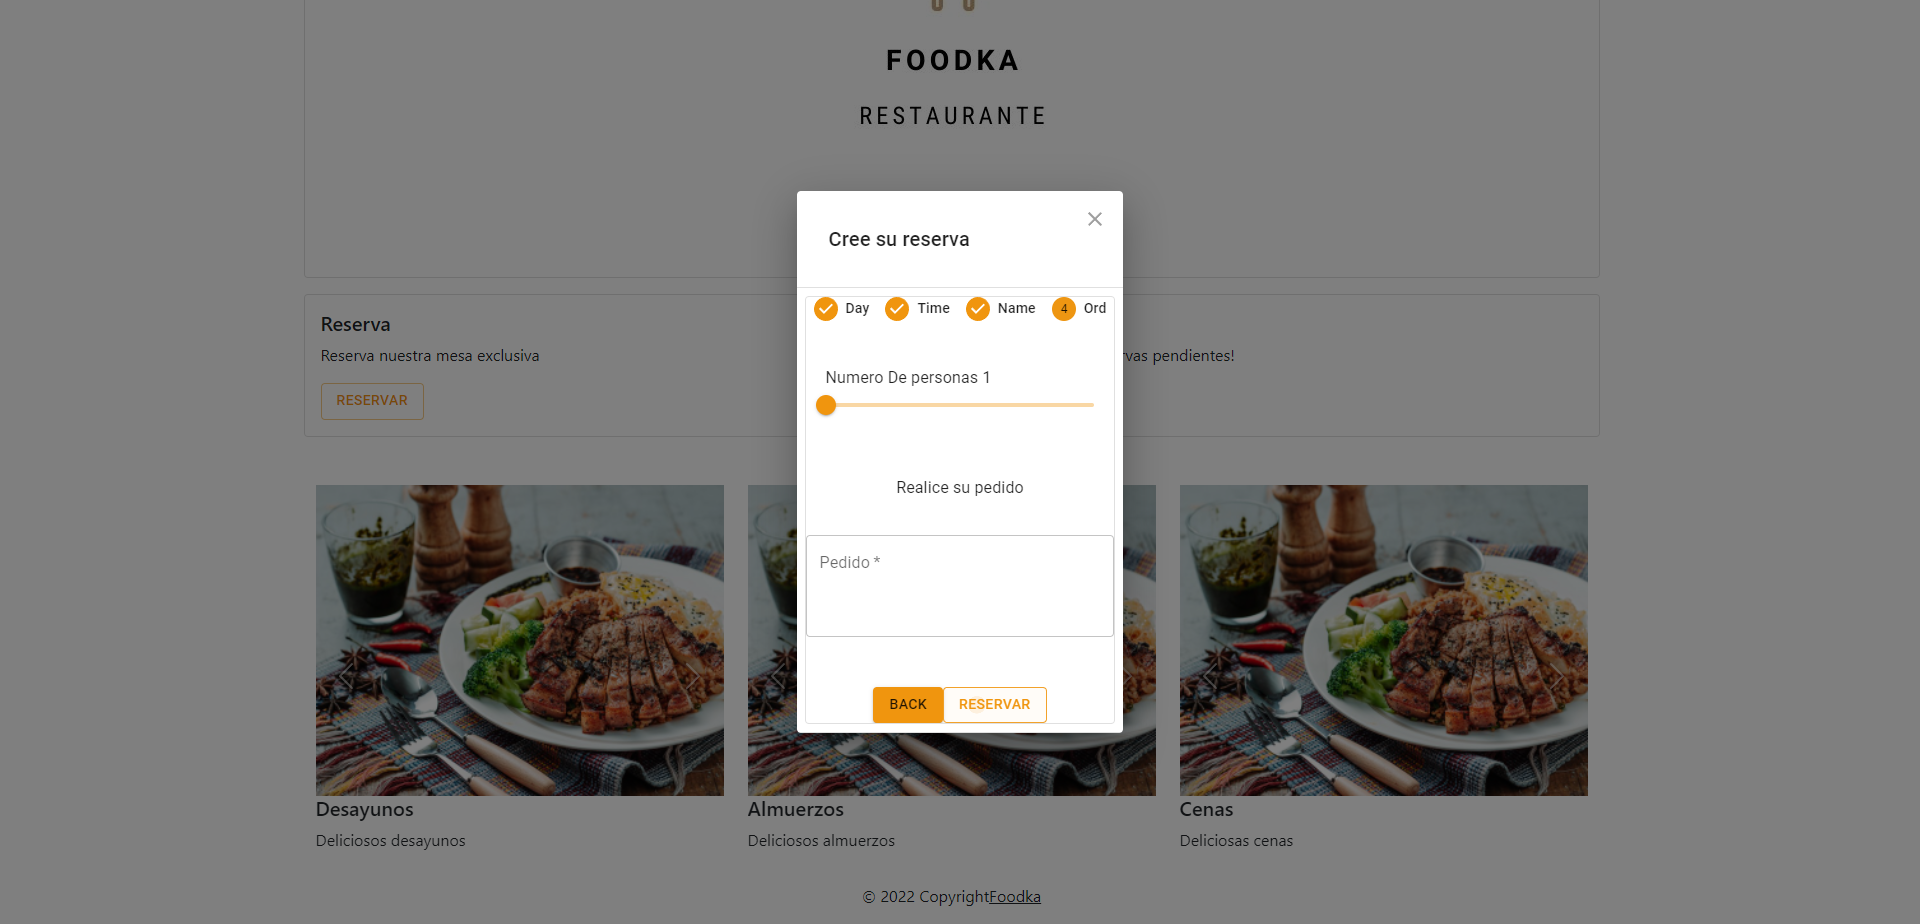 FOODKA
RESTAURANTE
Cree su reserva
Day Time Name 4 Ord
Numero De personas 1
Realice su pedido
Pedido *
BACK RESERVAR
Reserva
Reserva nuestra mesa exclusiva
RESERVAR
vas pendientes!
Desayunos
Deliciosos desayunos
Almuerzos
Deliciosos almuerzos
Cenas
Deliciosas cenas
© 2022 CopyrightFoodka